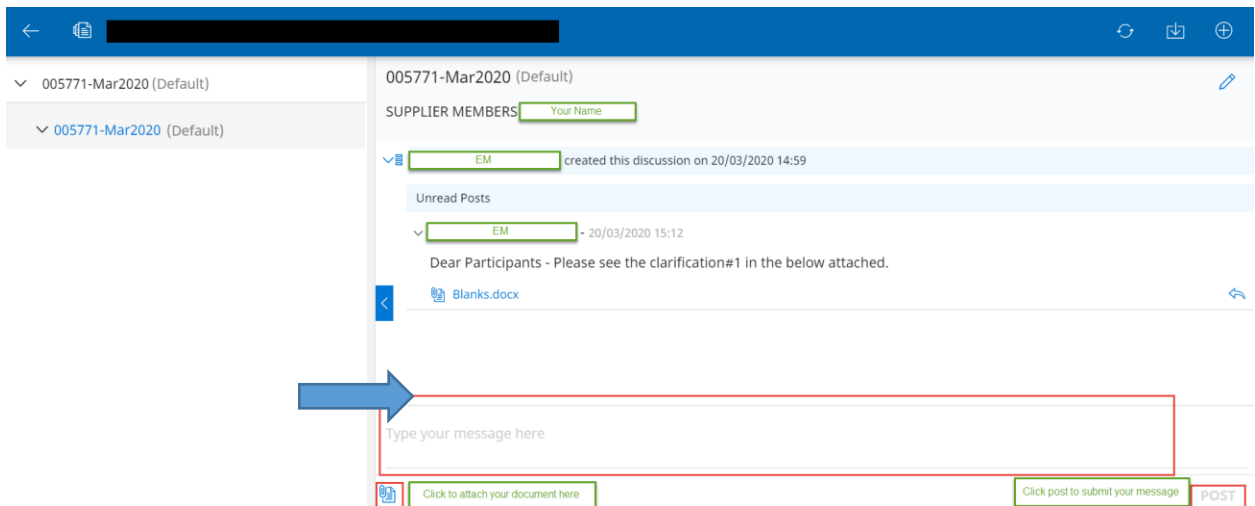 005771-Mar2020 (Default)
005771-Mar2020 (Default)
005771-Mar2020 (Default)
SUPPLIER MEMBERS Your Name
EM created this discussion on 20/03/2020 14:59
Unread Posts
EM - 20/03/2020 15:12
Dear Participants - Please see the clarification#1 in the below attached.
Blanks.docx
Type your message here
Click to attach your document here
Click post to submit your message POST